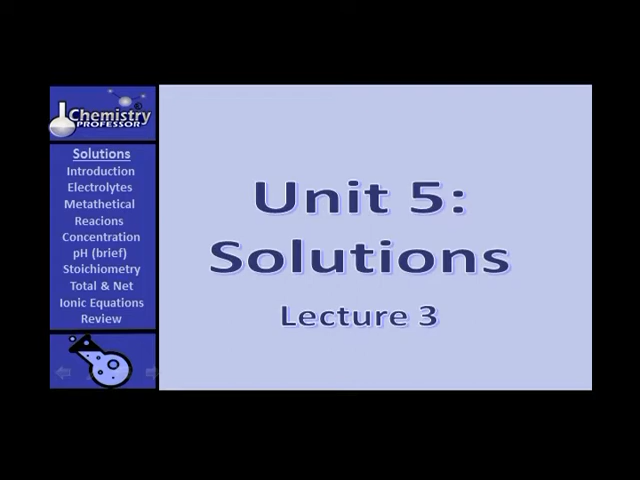 Chemistry®
PROFESSOR
Solutions
Introduction
Electrolytes
Metathetical
Reacions
Concentration
pH (brief)
Stoichiometry
Total & Net
Ionic Equations
Review
Unit 5:
Solutions
Lecture 3